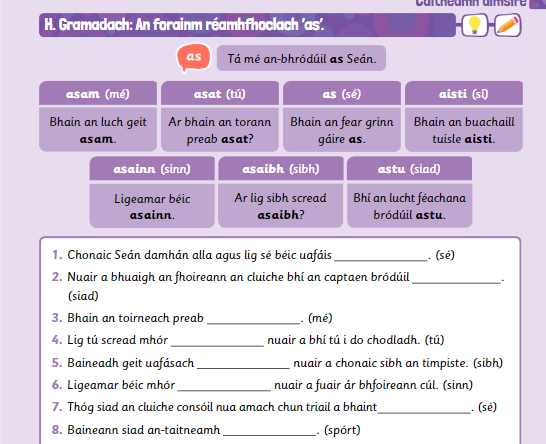 Caitheamh aimsire
H. Gramadach: An forainm réamhfhoclach 'as'.
as
Tá mé an-bhródúil as Seán.
asam (mé) asat (tú) as (sé) aisti (sí)
Bhain an luch geit Ar bhain an torann Bhain an fear grinn Bhain an buachaill
asam. preab asat? gáire as. tuisle aisti.
asainn (sinn) asaibh (sibh) astu (siad)
Ligeamar béic Ar lig sibh scread Bhí an lucht féachana
asainn. asaibh? bródúil astu.
1. Chonaic Seán damhán alla agus lig sé béic uafáis ______________. (sé)
2. Nuair a bhuaigh an fhoireann an cluiche bhí an captaen bródúil ______________.
(siad)
3. Bhain an toirneach preab ______________. (mé)
4. Lig tú scread mhór ______________ nuair a bhí tú i do chodladh. (tú)
5. Baineadh geit uafásach ______________ nuair a chonaic sibh an timpiste. (sibh)
6. Ligeamar béic mhór ______________ nuair a fuair ár bhfoireann cúl. (sinn)
7. Thóg siad an cluiche consóil nua amach chun triail a bhaint______________. (sé)
8. Baineann siad an-taitneamh ______________. (spórt)